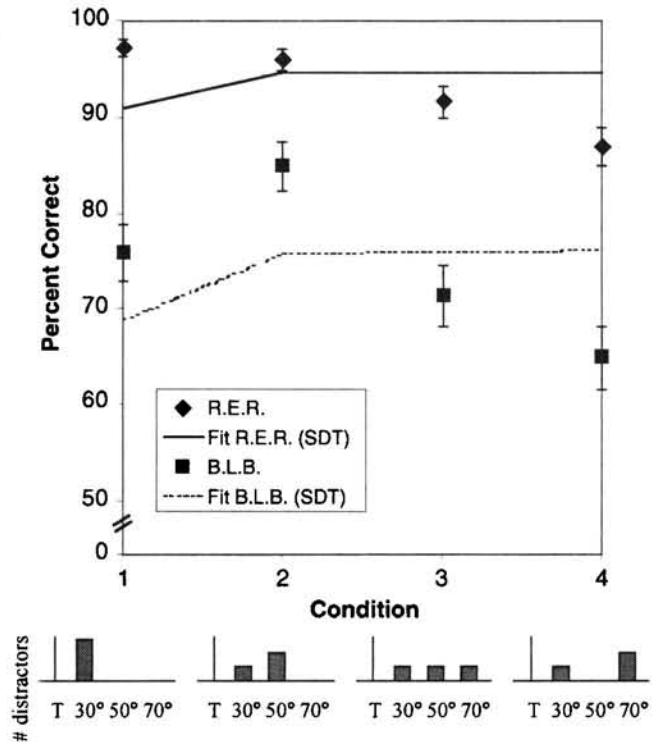 100
90
80
70
60
50
0
Percent Correct
R.E.R.
Fit R.E.R. (SDT)
B.L.B.
Fit B.L.B. (SDT)
1 2 3 4
Condition
# distractors
T 30° 50° 70° T 30° 50° 70° T 30° 50° 70° T 30° 50° 70°